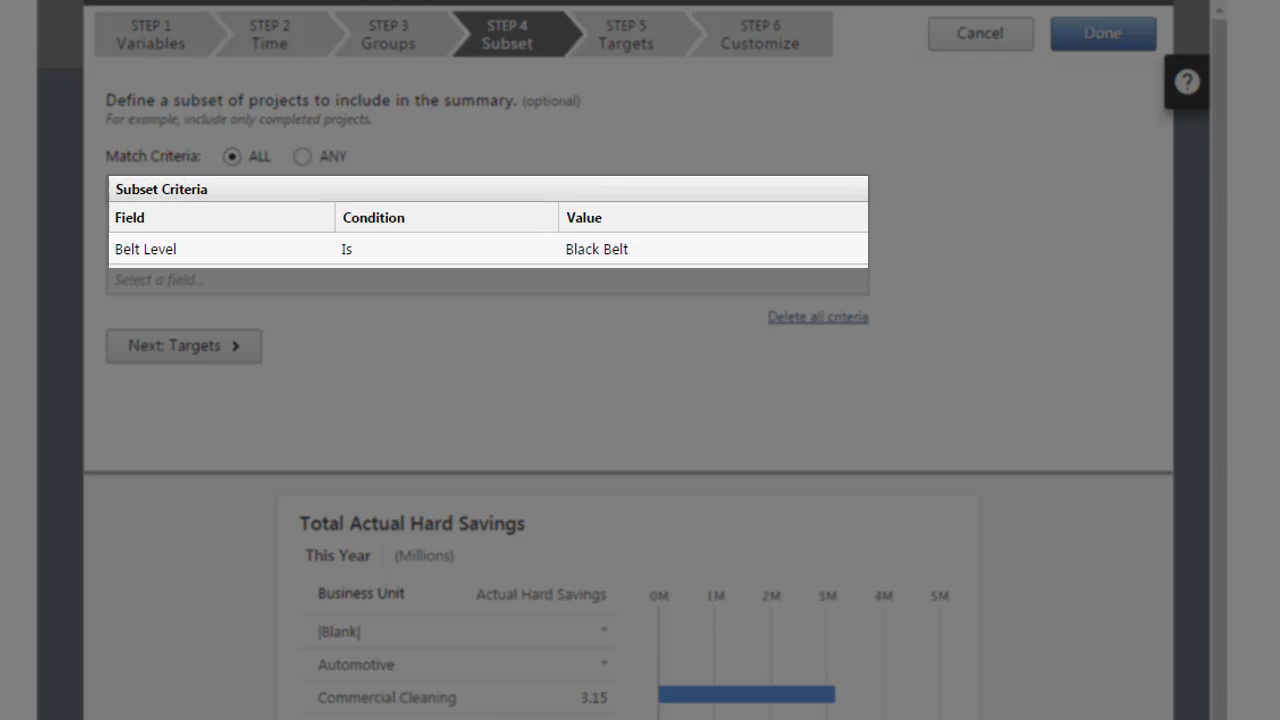 STEP 1 STEP 2 STEP 3 STEP 4 STEP 5 STEP 6
Variables Time Groups Subset Targets Customize
Cancel Done
?
Define a subset of projects to include in the summary. (optional)
For example, include only completed projects.
Match Criteria: ALL ANY
Subset Criteria
Field Condition Value
Belt Level Is Black Belt
Select a field...
Delete all criteria
Next: Targets >
Total Actual Hard Savings
This Year (Millions)
Business Unit Actual Hard Savings 0M 1M 2M 3M 4M 5M
|Blank| *
Automotive *
Commercial Cleaning 3.15